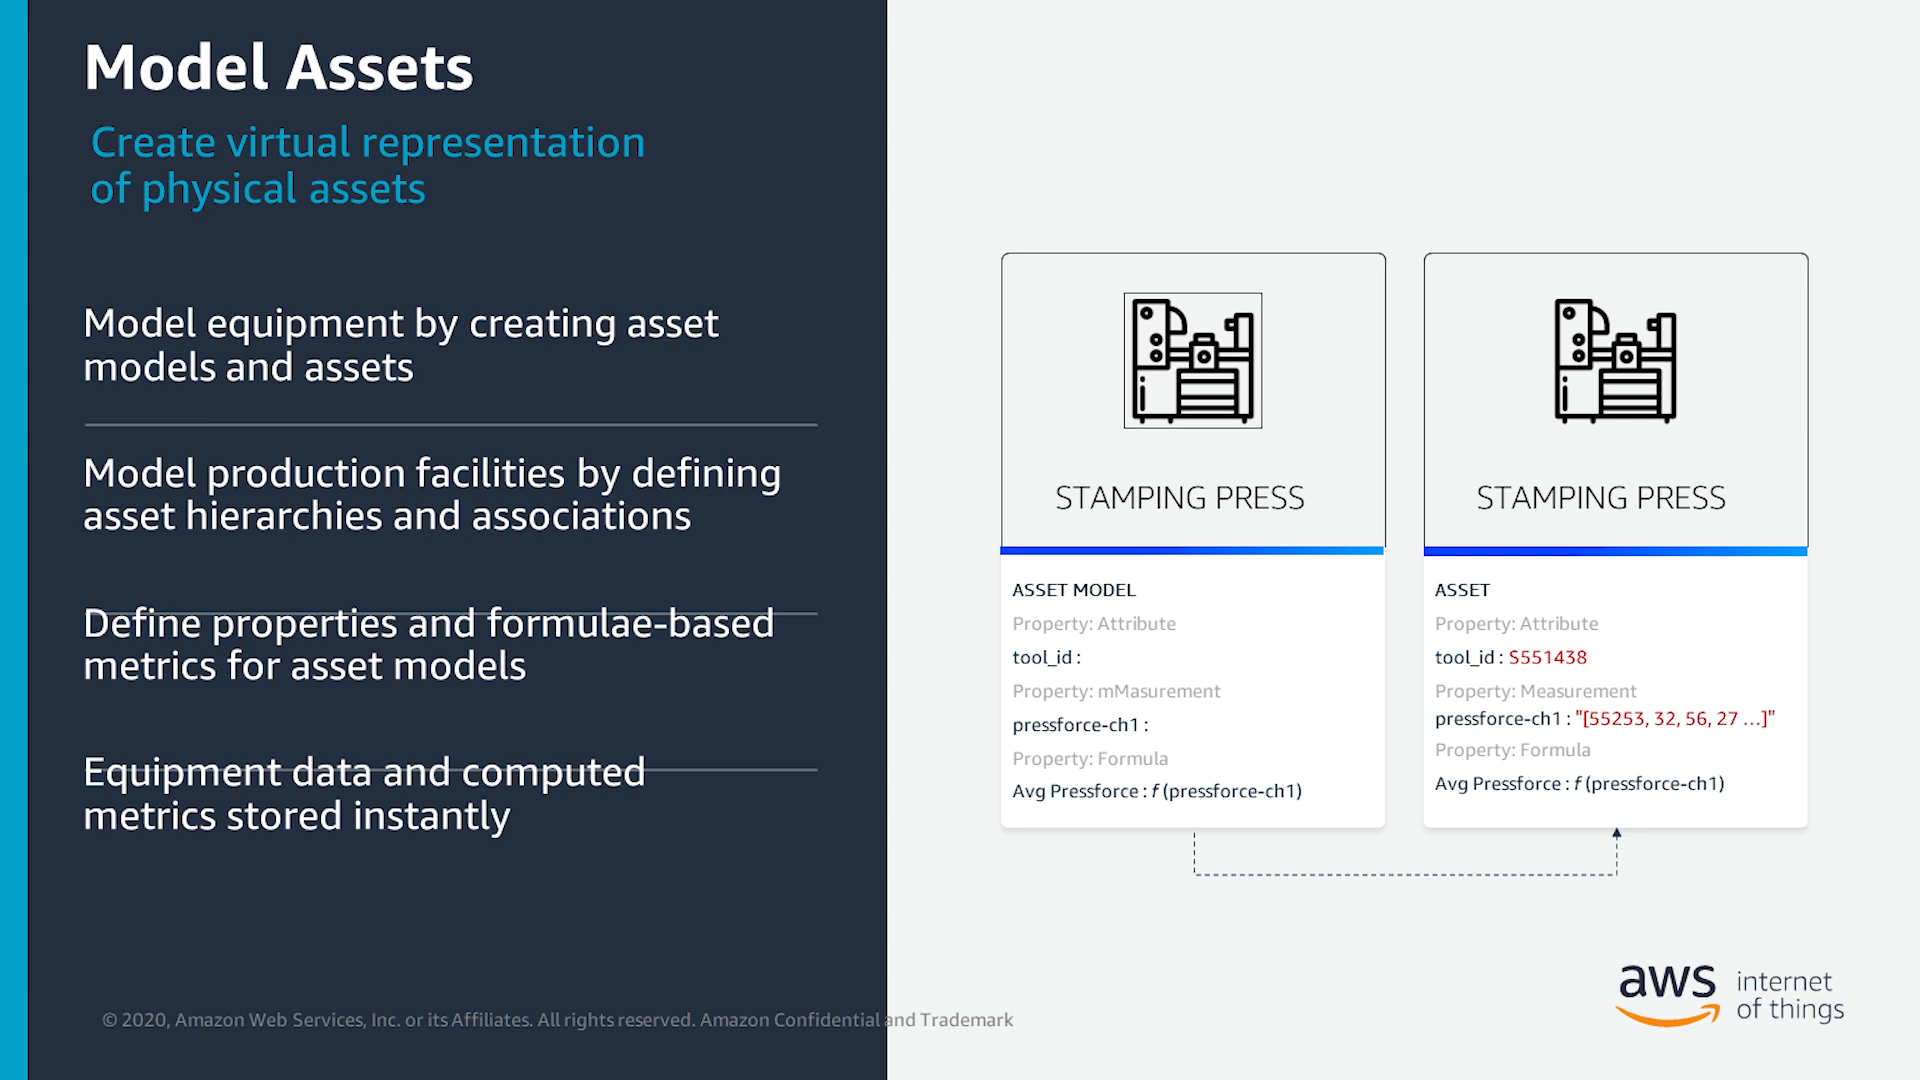 Model Assets
Create virtual representation
of physical assets
Model equipment by creating asset
models and assets
Model production facilities by defining
asset hierarchies and associations
Define properties and formulae-based
metrics for asset models
Equipment data and computed
metrics stored instantly
STAMPING PRESS
ASSET MODEL
Property: Attribute
tool_id :
Property: mMasurement
pressforce-ch1 :
Property: Formula
Avg Pressforce : f (pressforce-ch1)
STAMPING PRESS
ASSET
Property: Attribute
tool_id : S551438
Property: Measurement
pressforce-ch1 : "[55253, 32, 56, 27 ...]"
Property: Formula
Avg Pressforce : f (pressforce-ch1)
© 2020, Amazon Web Services, Inc. or its Affiliates. All rights reserved. Amazon Confidential and Trademark
aws internet
of things